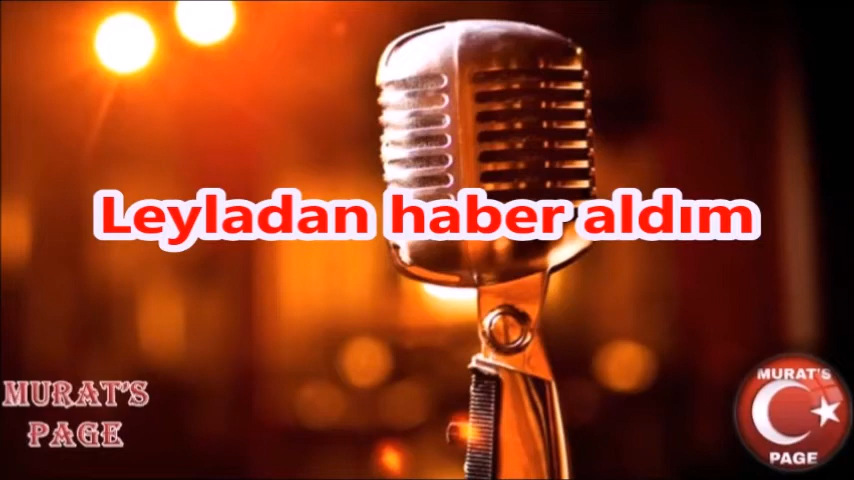 Leyladan haber aldım
MURAT'S
PAGE
MURAT'S
PAGE